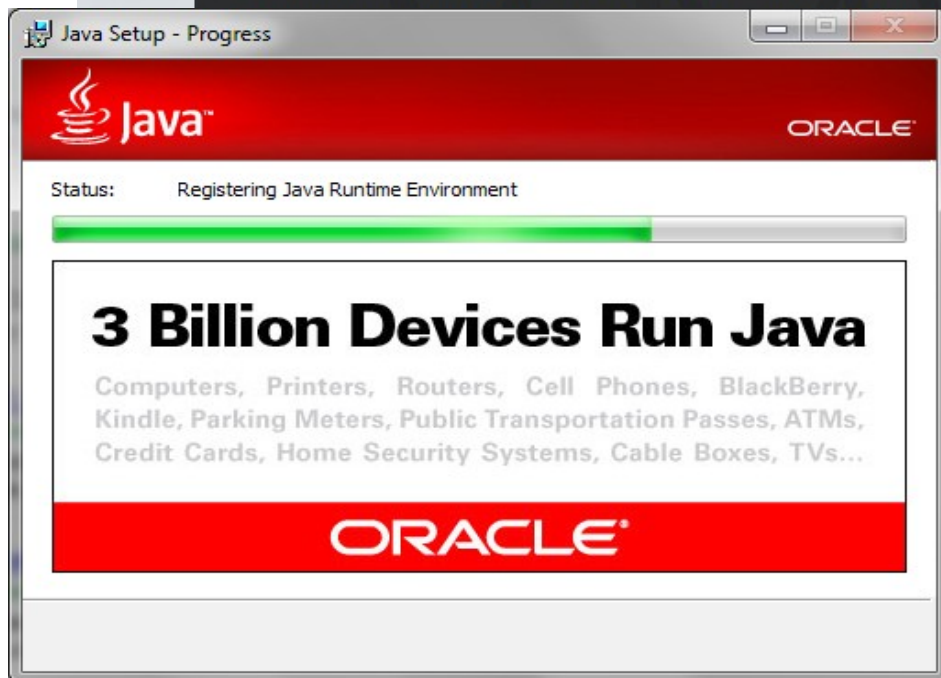 Java Setup - Progress
Java™
ORACLE®
Status: Registering Java Runtime Environment
3 Billion Devices Run Java
Computers, Printers, Routers, Cell Phones, BlackBerry,
Kindle, Parking Meters, Public Transportation Passes, ATMs,
Credit Cards, Home Security Systems, Cable Boxes, TVs...
ORACLE®